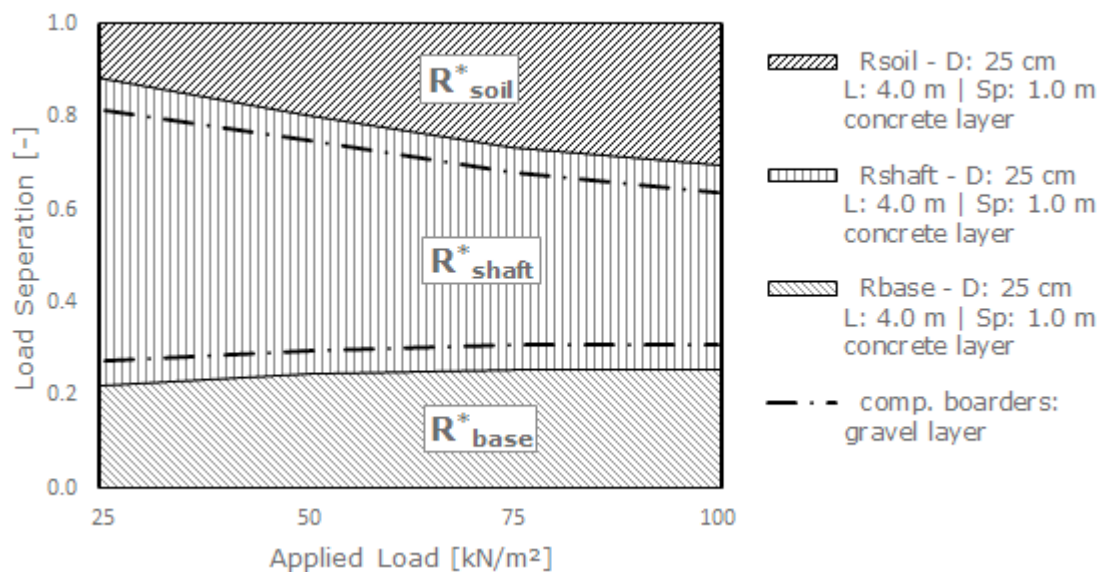 1.0
0.8
0.6
0.4
0.2
0.0
Load Seperation [-]
R*soil
R*shaft
R*base
25
50
75
100
Applied Load [kN/m²]
Rsoil - D: 25 cm
L: 4.0 m | Sp: 1.0 m
concrete layer
Rshaft - D: 25 cm
L: 4.0 m | Sp: 1.0 m
concrete layer
Rbase - D: 25 cm
L: 4.0 m | Sp: 1.0 m
concrete layer
comp. boarders:
gravel layer